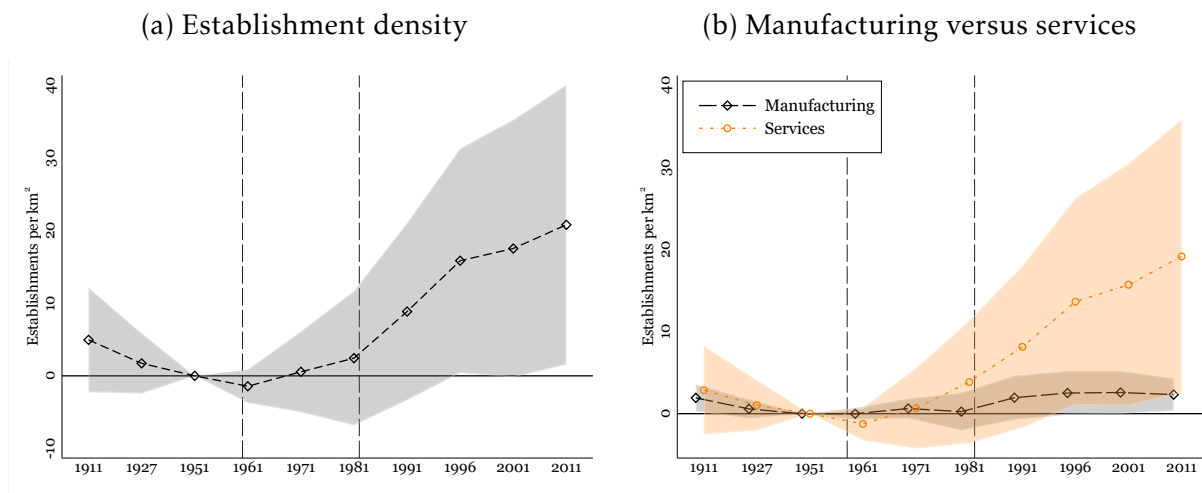 (a) Establishment density
Establishments per km²
40
30
20
10
0
-10
1911 1927 1951 1961 1971 1981 1991 1996 2001 2011
(b) Manufacturing versus services
Manufacturing
Services
Establishments per km²
40
30
20
10
0
1911 1927 1951 1961 1971 1981 1991 1996 2001 2011